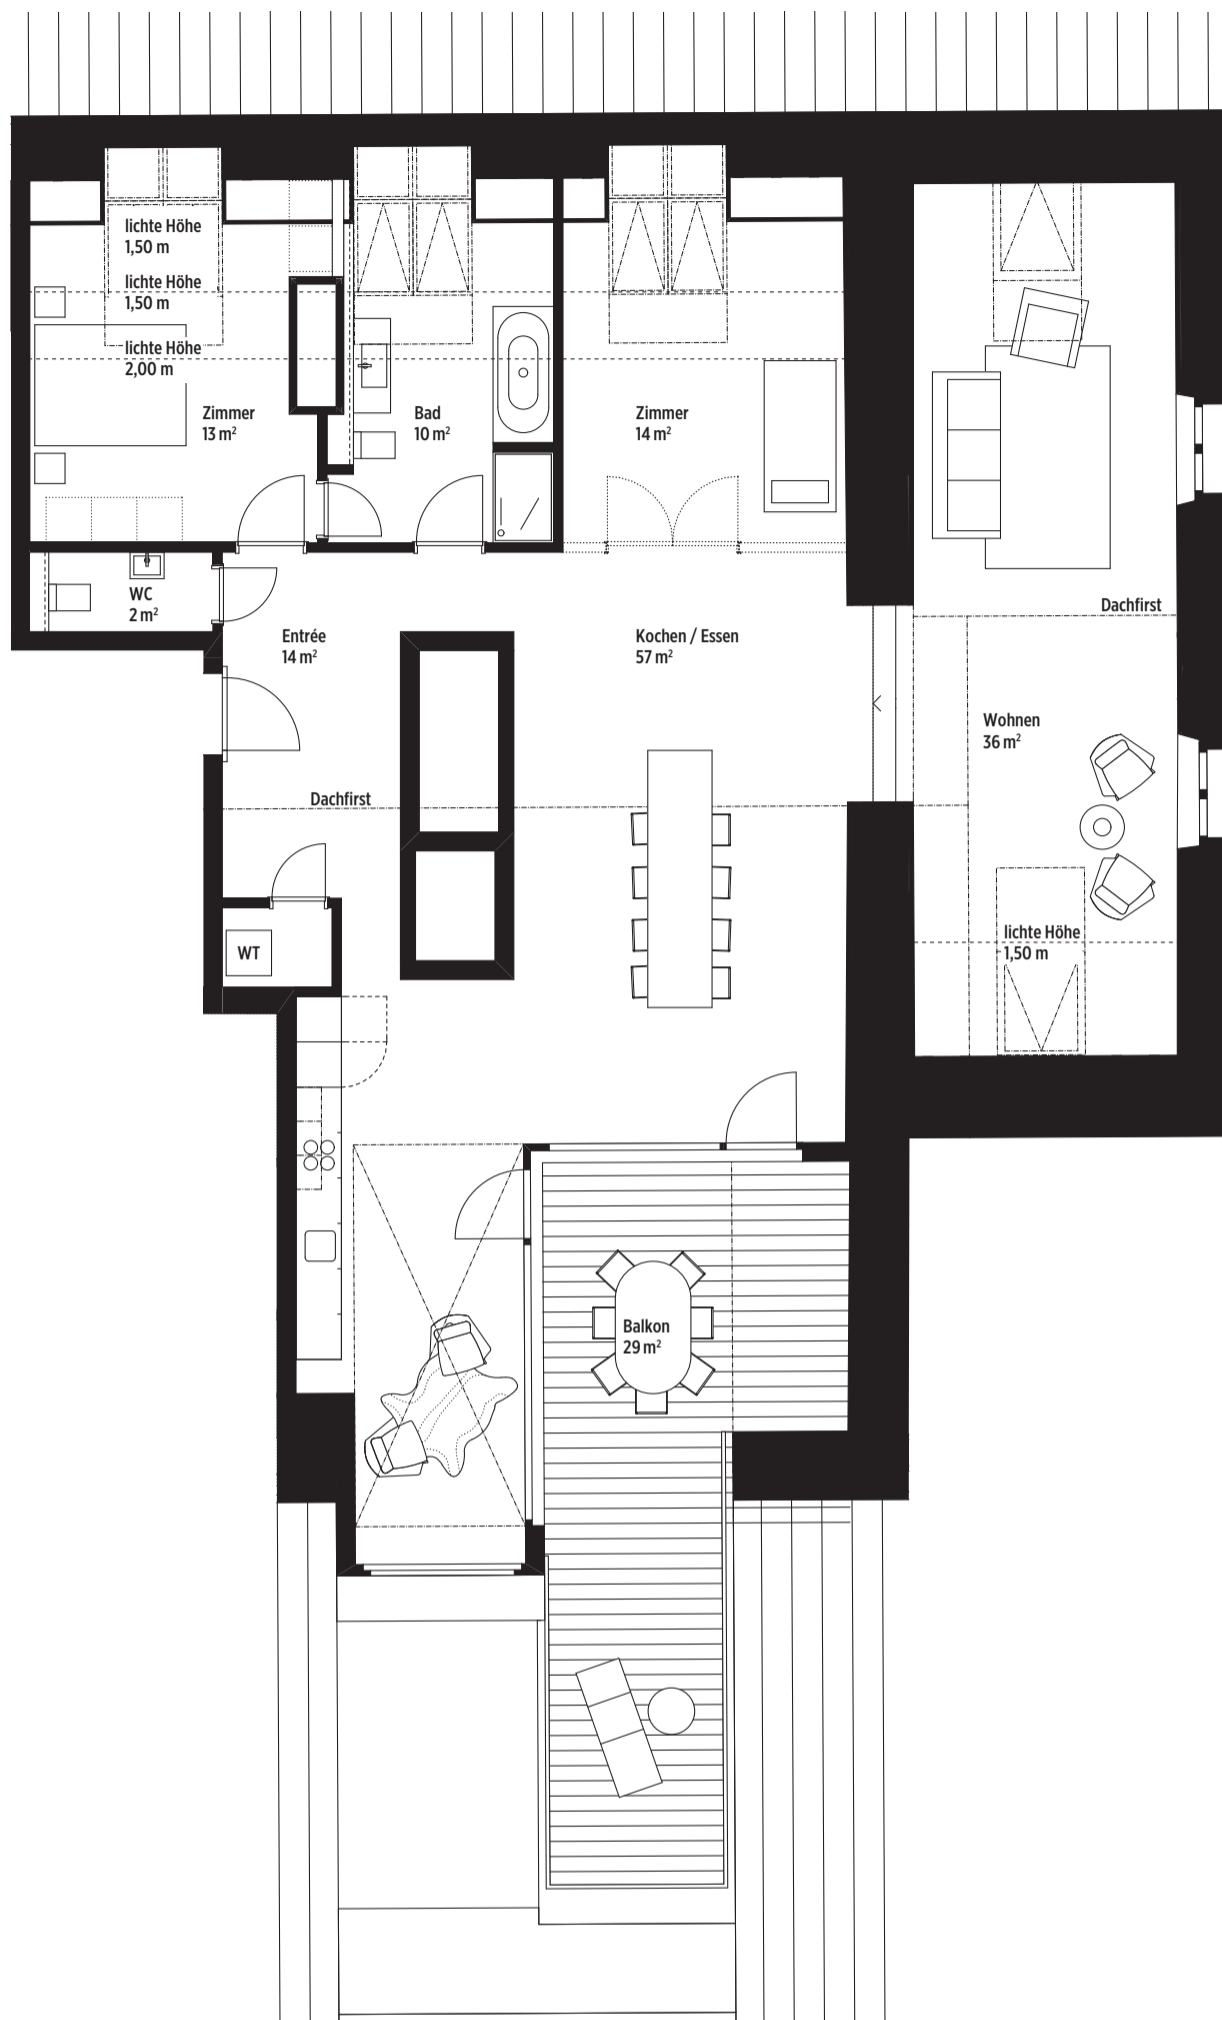 lichte Höhe
1,50 m
lichte Höhe
1,50 m
lichte Höhe
2,00 m
Zimmer
13 m²
Bad
10 m²
Zimmer
14 m²
WC
2 m²
Entrée
14 m²
Kochen / Essen
57 m²
Dachfirst
Wohnen
36 m²
Dachfirst
WT
lichte Höhe
1,50 m
Balkon
29 m²